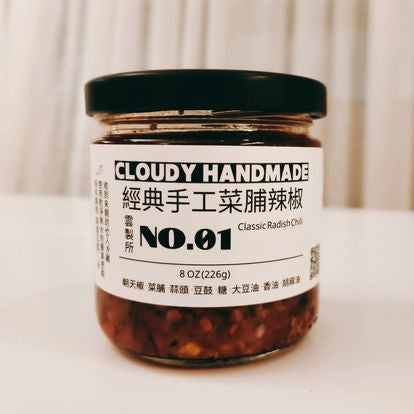 CLOUDY HANDMADE
經典手工菜脯辣椒
雲製所
NO.01
Classic Radish Chili
8 OZ(226g)
朝天椒 菜脯 蒜頭 豆鼓 糖 大豆油 香油 胡麻油